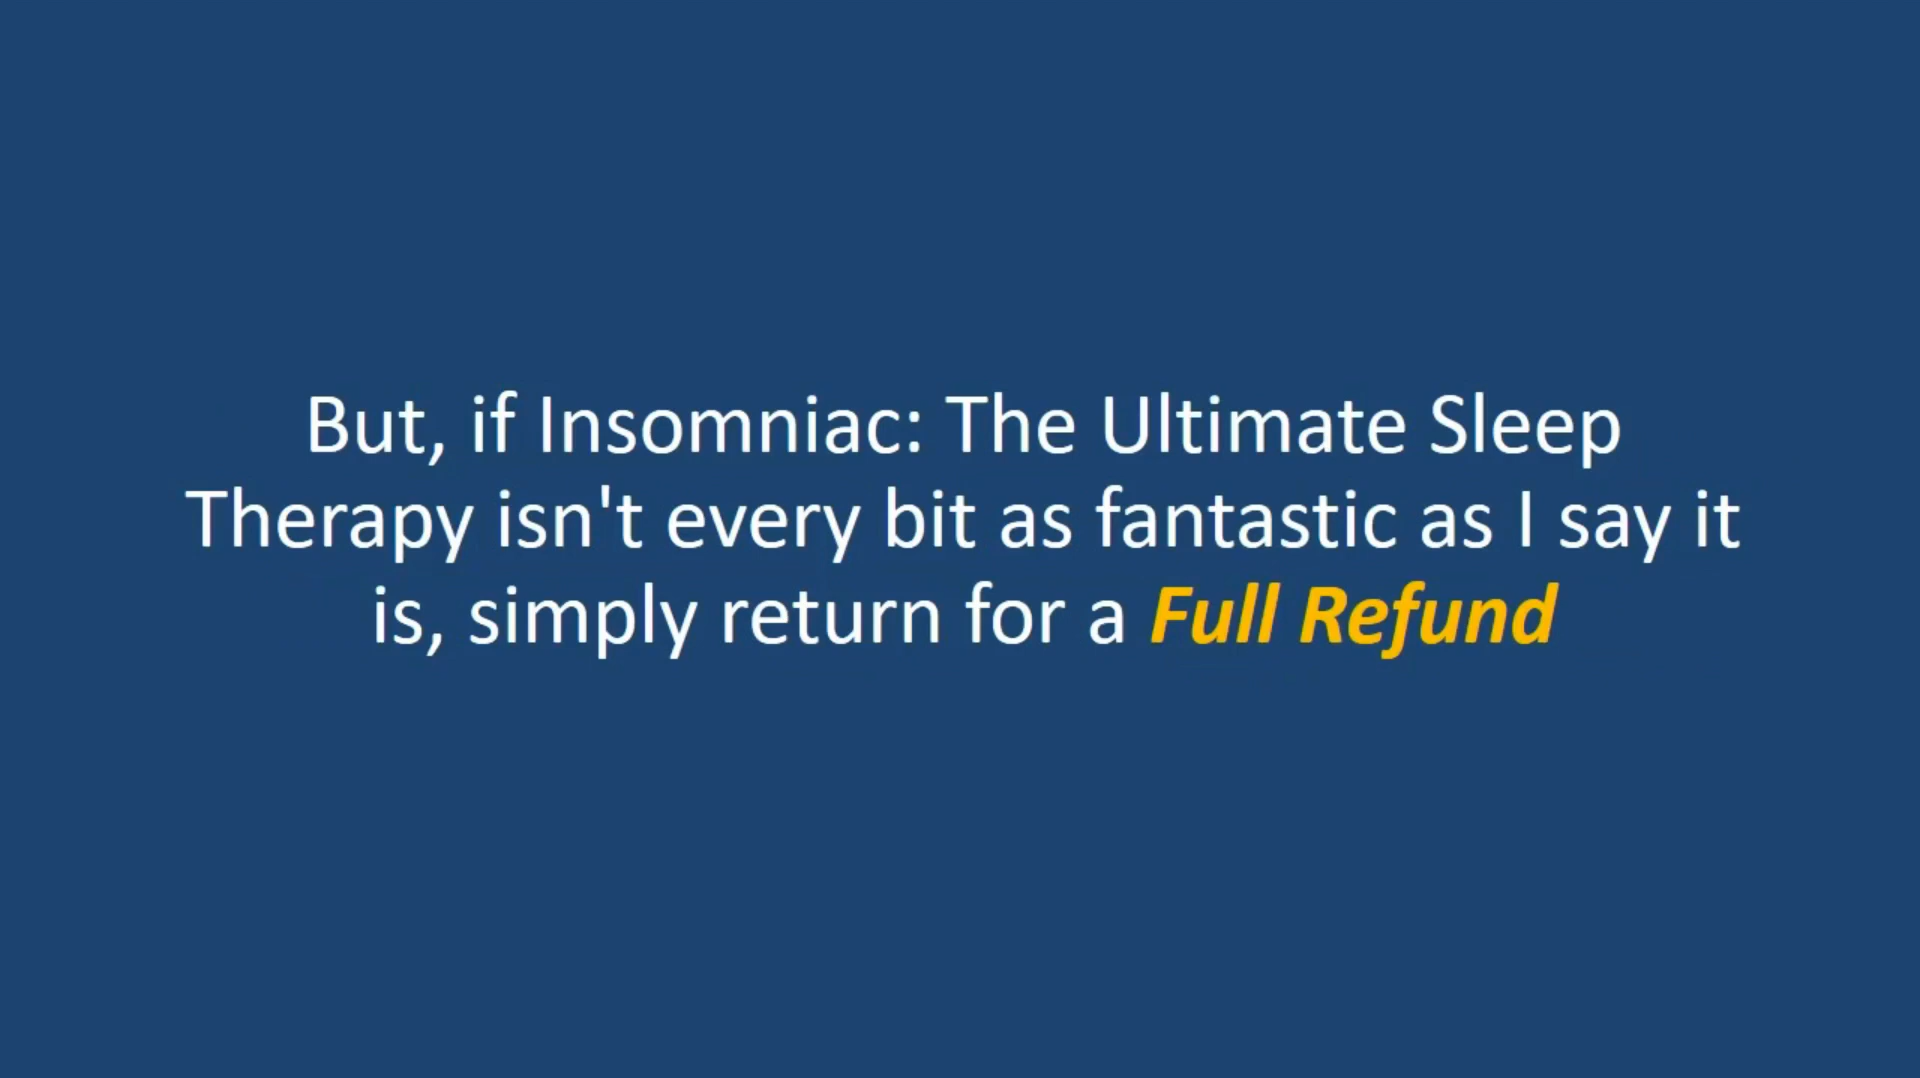 But, if Insomniac: The Ultimate Sleep
Therapy isn't every bit as fantastic as I say it
is, simply return for a Full Refund